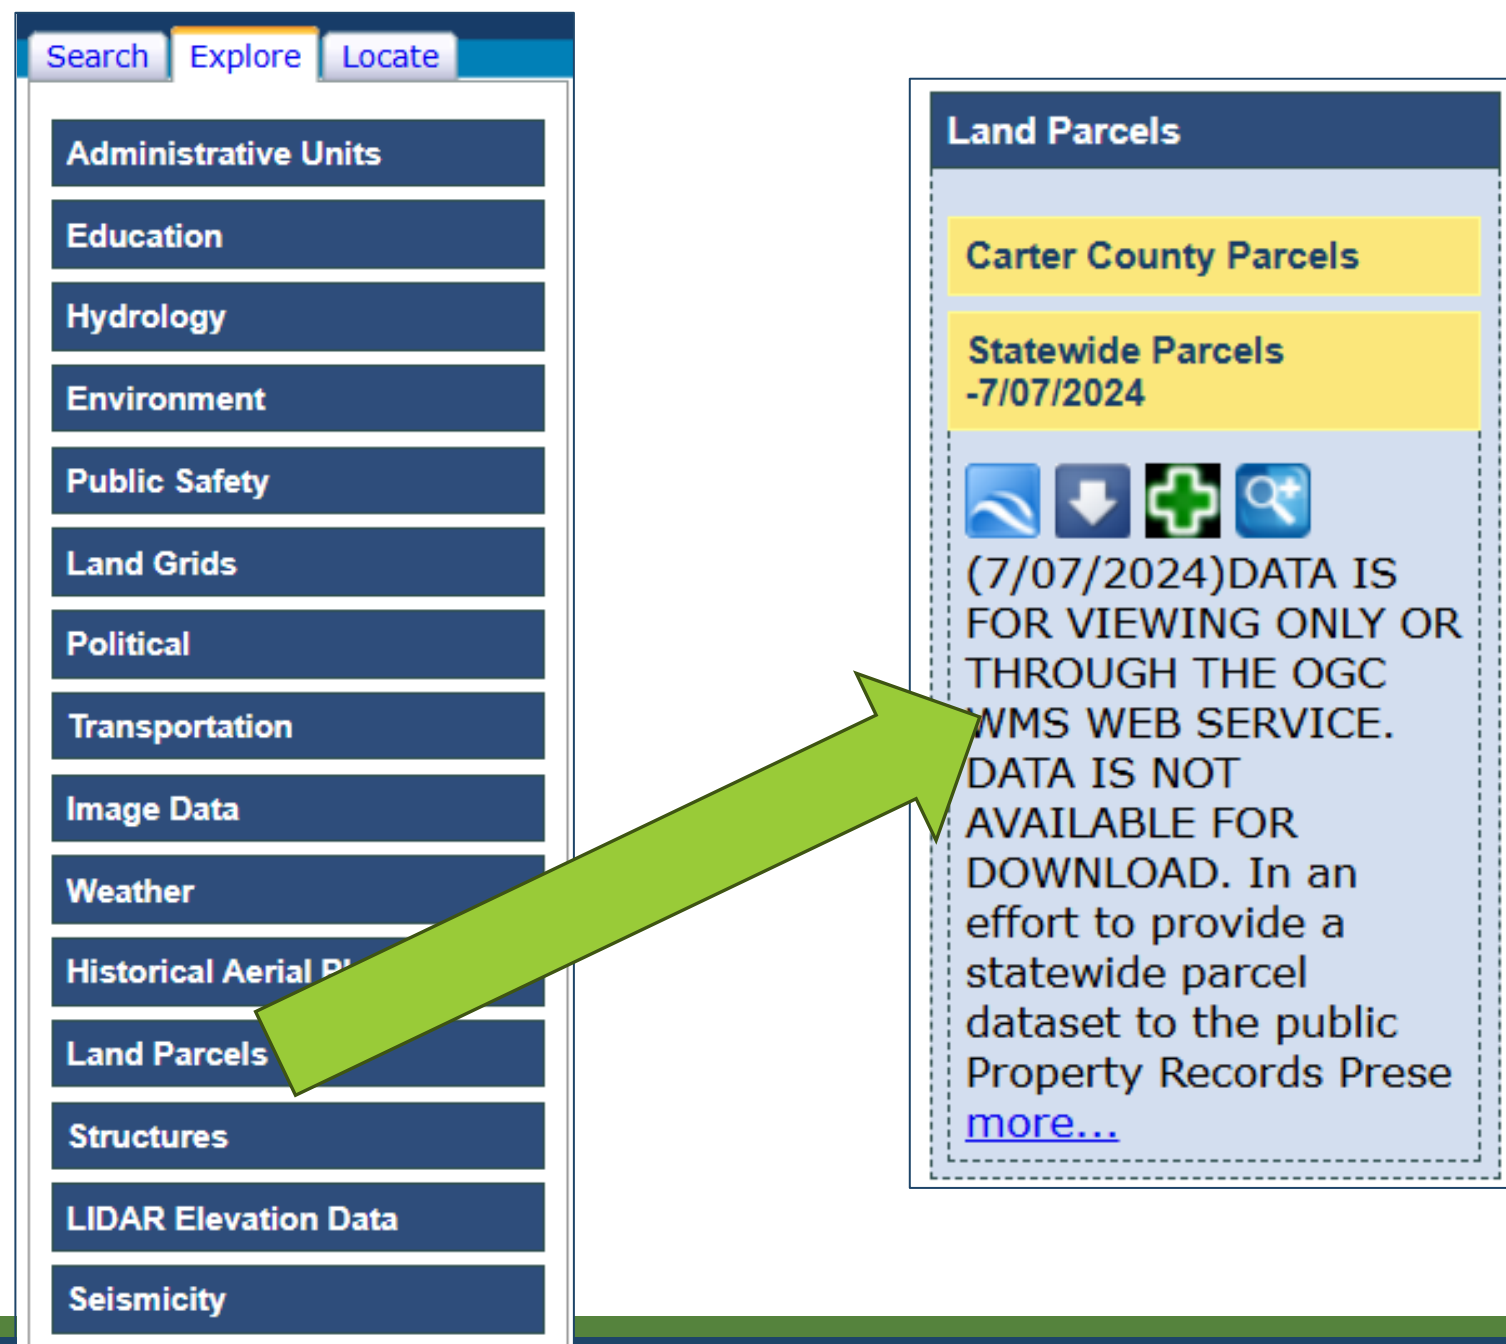 Search Explore Locate
Administrative Units
Education
Hydrology
Environment
Public Safety
Land Grids
Political
Transportation
Image Data
Weather
Historical Aerial
Land Parcels
Structures
LIDAR Elevation Data
Seismicity
Land Parcels
Carter County Parcels
Statewide Parcels
-7/07/2024
(7/07/2024)DATA IS
FOR VIEWING ONLY OR
THROUGH THE OGC
WMS WEB SERVICE.
DATA IS NOT
AVAILABLE FOR
DOWNLOAD. In an
effort to provide a
statewide parcel
dataset to the public
Property Records Prese
more...